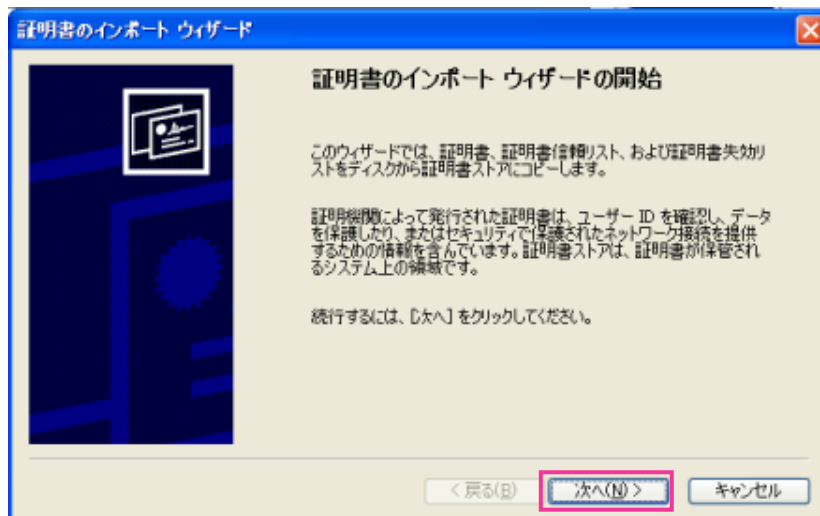 証明書のインポート ウィザード
証明書のインポート ウィザードの開始
このウィザードでは、証明書、証明書信頼リスト、および証明書失効リ
ストをディスクから証明書ストアにコピーします。
証明機関によって発行された証明書は、ユーザー ID を確認し、データ
を保護したり、またはセキュリティで保護されたネットワーク接続を提供
するための情報を含んでいます。証明書ストアは、証明書が保管され
るシステム上の領域です。
続行するには、[次へ] をクリックしてください。
< 戻る(B)
次へ(N) >
キャンセル